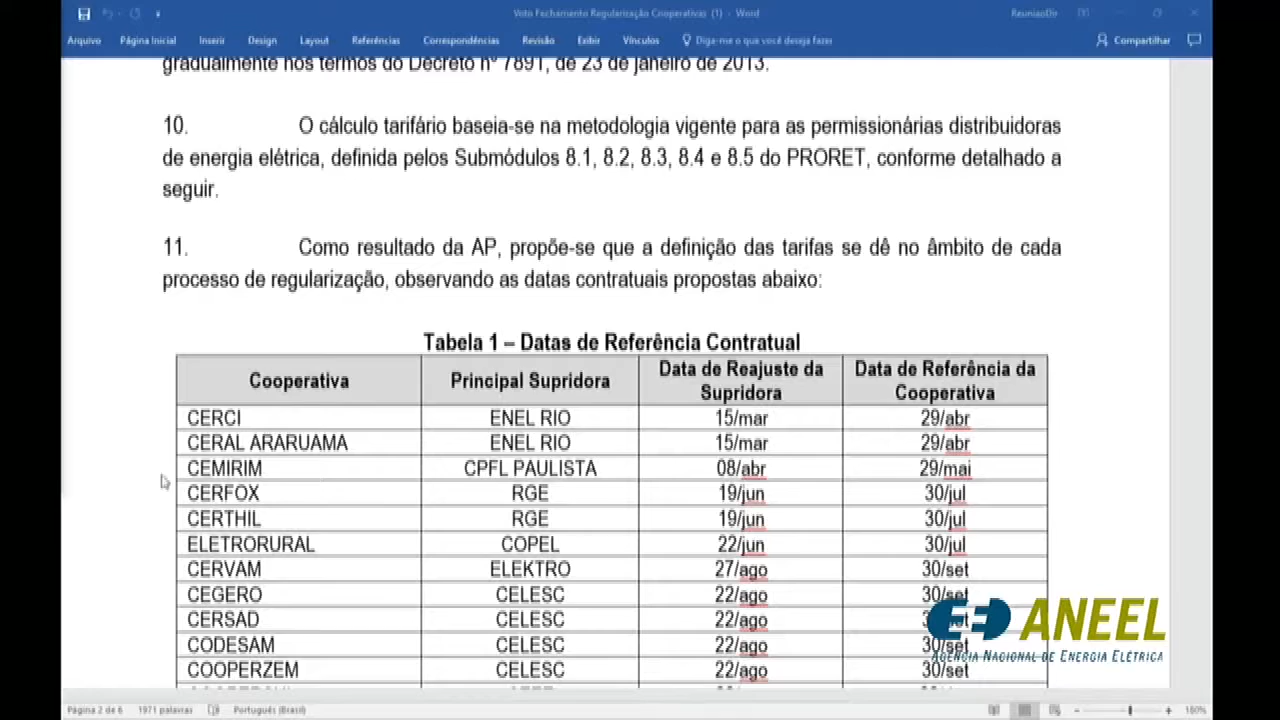 Voto Fechamento Regularização Cooperativas (1) - Word
ReuniaoDir
Arquivo Página Inicial Inserir Design Layout Referências Correspondências Revisão Exibir Vínculos Diga-me o que você deseja fazer Compartilhar
gradualmente nos termos do Decreto nº 7891, de 23 de janeiro de 2013.
10. O cálculo tarifário baseia-se na metodologia vigente para as permissionárias distribuidoras
de energia elétrica, definida pelos Submódulos 8.1, 8.2, 8.3, 8.4 e 8.5 do PRORET, conforme detalhado a
seguir.
11. Como resultado da AP, propõe-se que a definição das tarifas se dê no âmbito de cada
processo de regularização, observando as datas contratuais propostas abaixo:
Tabela 1 – Datas de Referência Contratual
Cooperativa Principal Supridora Data de Reajuste da Supridora Data de Referência da Cooperativa
CERCI ENEL RIO 15/mar 29/abr
CERAL ARARUAMA ENEL RIO 15/mar 29/abr
CEMIRIM CPFL PAULISTA 08/abr 29/mai
CERFOX RGE 19/jun 30/jul
CERTHIL RGE 19/jun 30/jul
ELETRORURAL COPEL 22/jun 30/jul
CERVAM ELEKTRO 27/ago 30/set
CEGERO CELESC 22/ago 30/set
CERSAD CELESC 22/ago
CODESAM CELESC 22/ago 30/set
COOPERZEM CELESC 22/ago 30/set
ANEEL
AGÊNCIA NACIONAL DE ENERGIA ELÉTRICA
Página 2 de 6 1971 palavras Português (Brasil) 160%